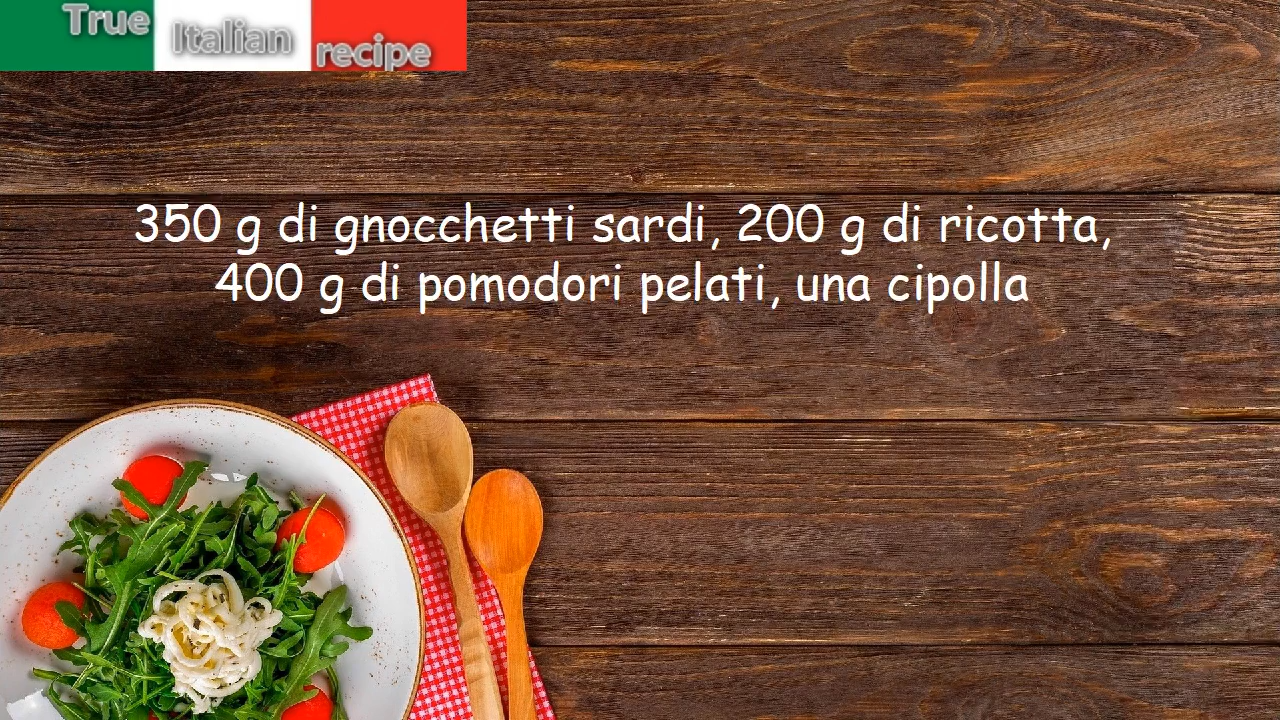 True
Italian
recipe
350 g di gnocchetti sardi, 200 g di ricotta,
400 g di pomodori pelati, una cipolla